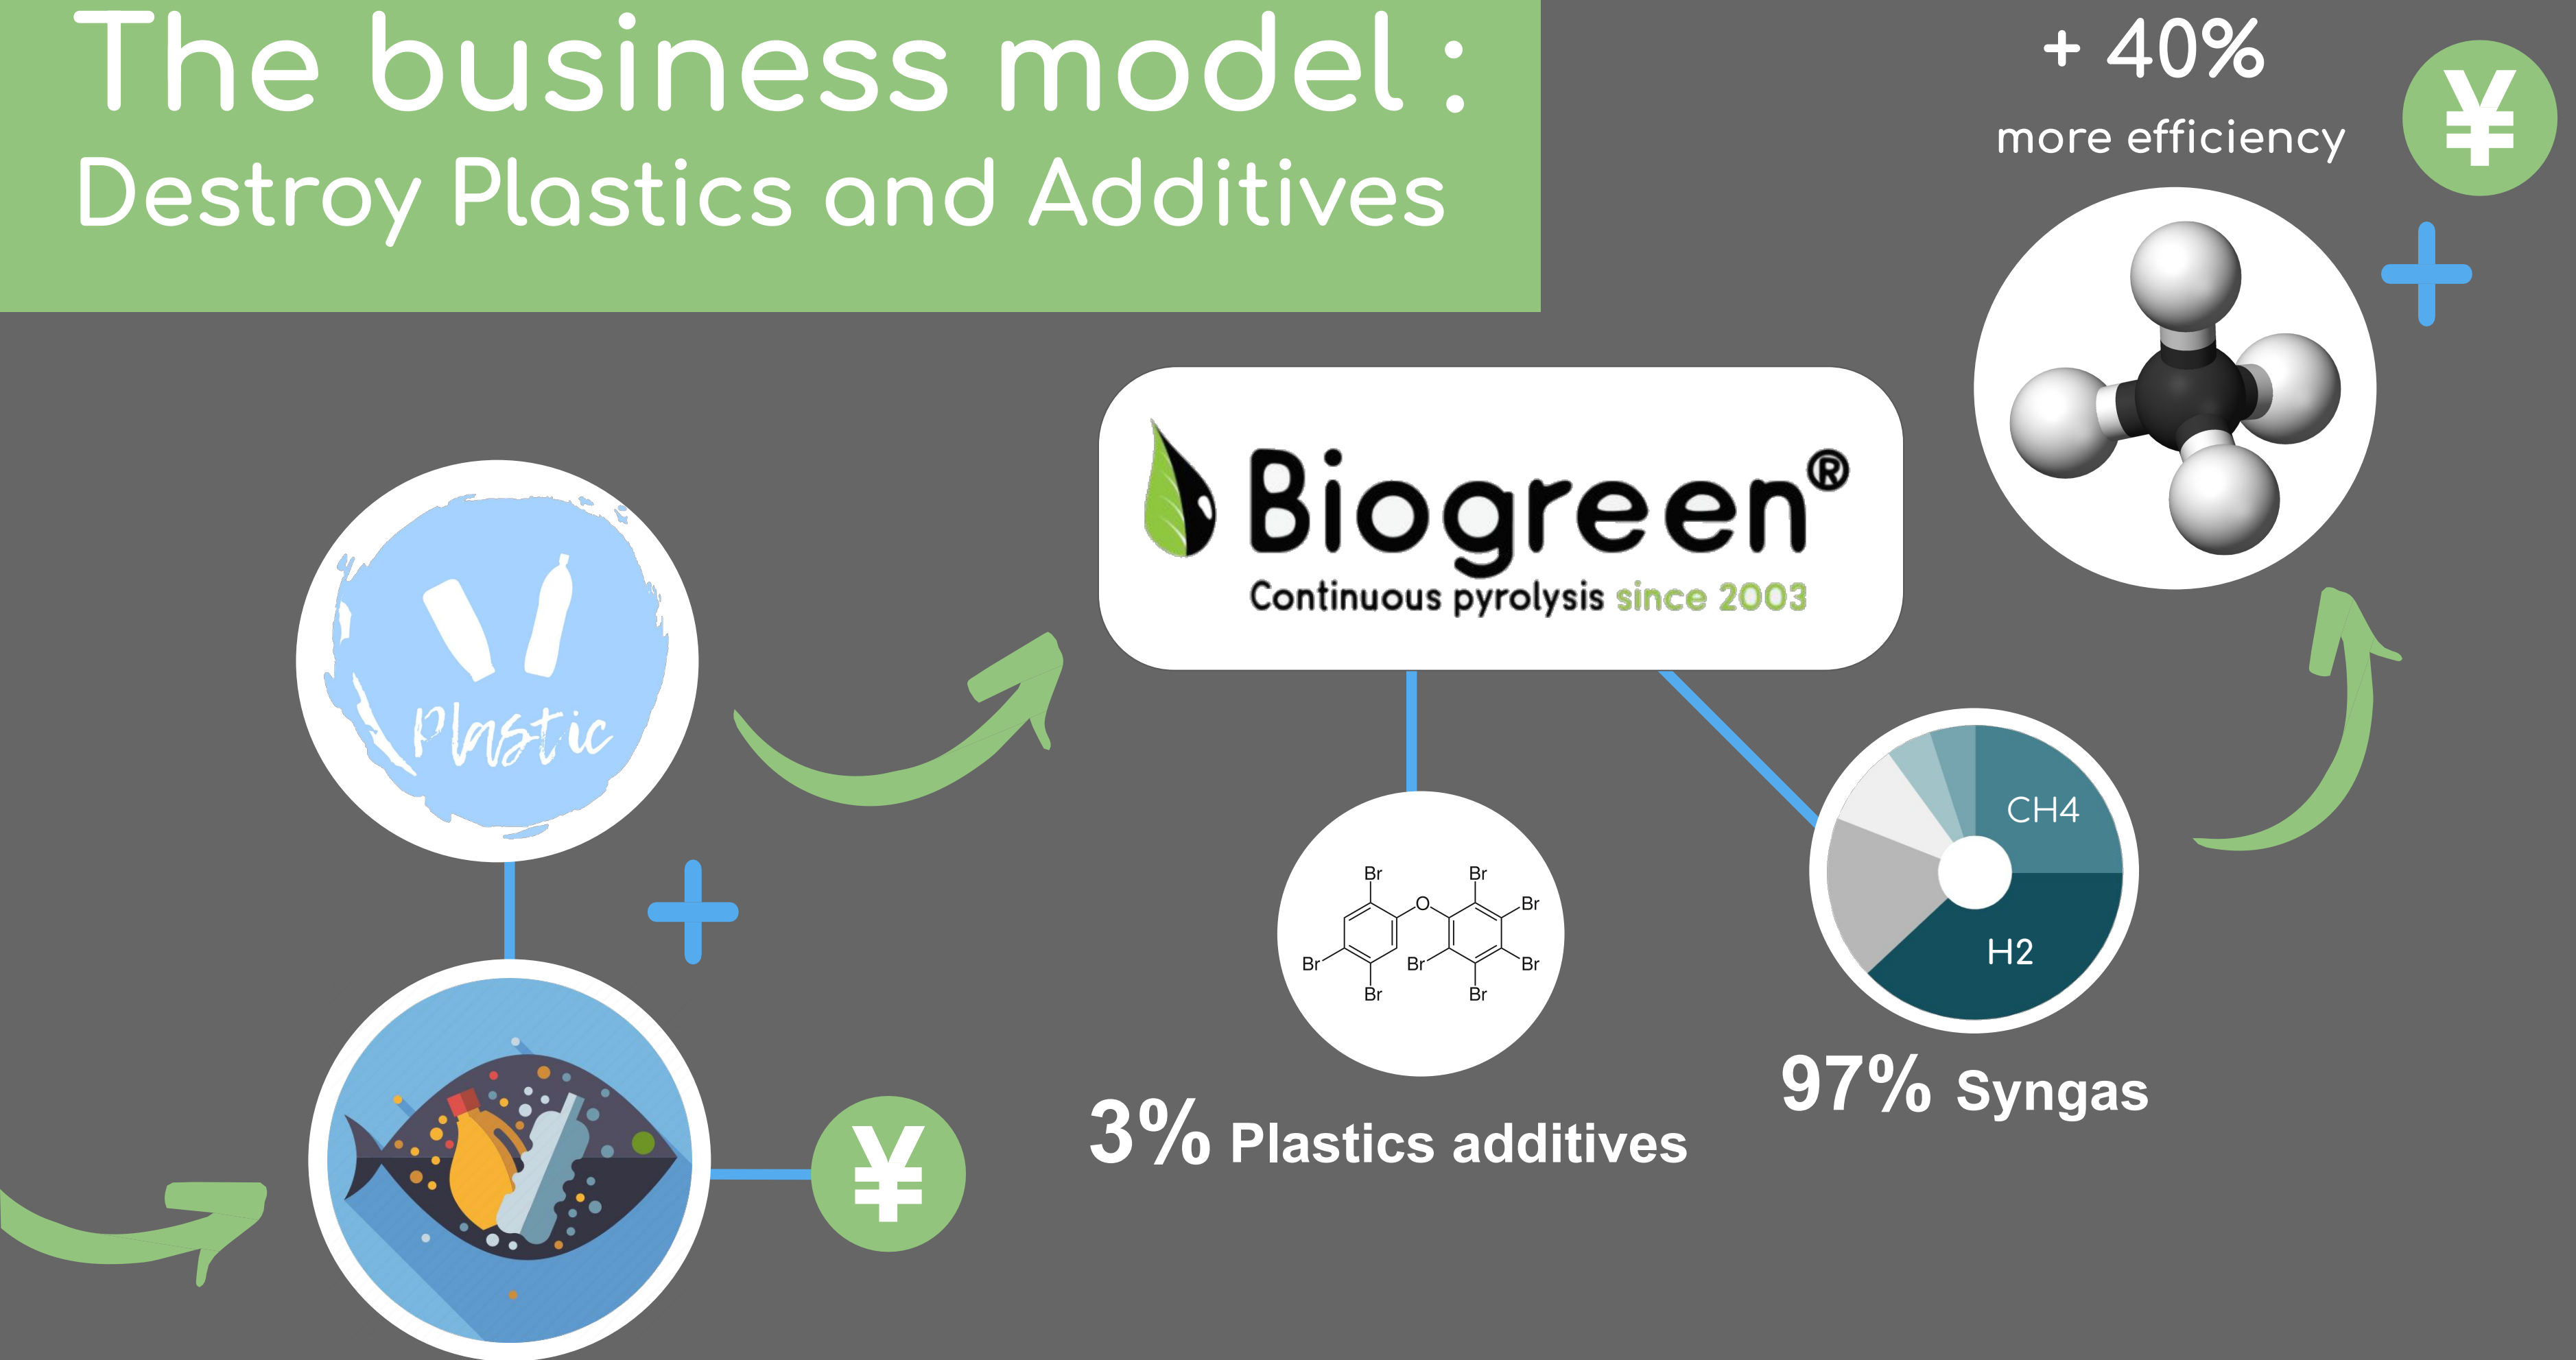 The business model :
Destroy Plastics and Additives
+ 40%
more efficiency
¥
Biogreen®
Continuous pyrolysis since 2003
Plastic
CH4
H2
Br
Br
O
Br
Br
Br
Br
Br
Br
97% Syngas
3% Plastics additives
¥